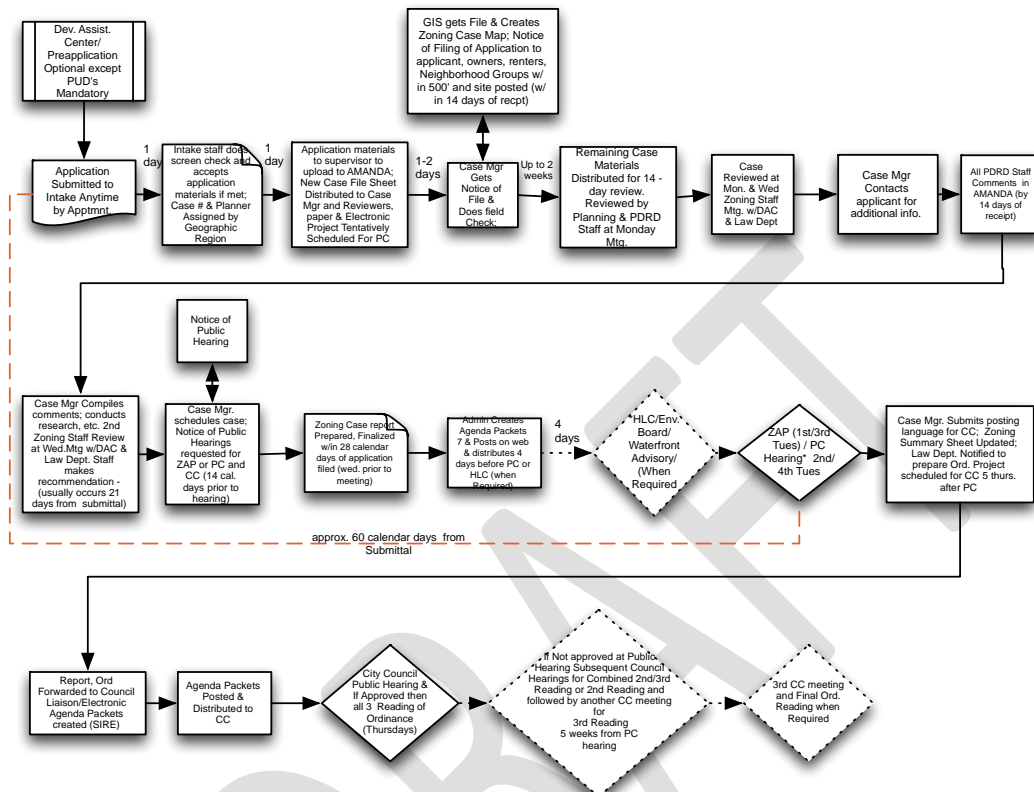 Dev. Assist.
Center/
Preapplication
Optional except
PUD's
Mandatory
GIS gets File & Creates
Zoning Case Map; Notice
of Filing of Application to
applicant, owners, renters,
Neighborhood Groups w/
in 500' and site posted (w/
in 14 days of recpt)
Application
Submitted to
Intake Anytime
by Apptmnt.
1
day
Intake staff does
screen check and
accepts
application
materials if met;
Case # & Planner
Assigned by
Geographic
Region
1
day
Application materials
to supervisor to
upload to AMANDA;
New Case File Sheet
Distributed to Case
Mgr and Reviewers,
paper & Electronic
Project Tentatively
Scheduled For PC
1-2
days
Case Mgr
Gets
Notice of
File &
Does field
Check;
Up to 2
weeks
Remaining Case
Materials
Distributed for 14 -
day review.
Reviewed by
Planning & PDRD
Staff at Monday
Mtg.
Case
Reviewed at
Mon. & Wed
Zoning Staff
Mtg. w/DAC
& Law Dept
Case Mgr
Contacts
applicant for
additional info.
All PDRD Staff
Comments in
AMANDA (by
14 days of
receipt)
Notice of
Public
Hearing
Case Mgr Compiles
comments; conducts
research, etc. 2nd
Zoning Staff Review
at Wed.Mtg w/DAC &
Law Dept. Staff
makes
recommendation -
(usually occurs 21
days from submittal)
Case Mgr.
schedules case;
Notice of Public
Hearings
requested for
ZAP or PC and
CC (14 cal.
days prior to
hearing)
Zoning Case report
Prepared, Finalized
w/in 28 calendar
days of application
filed (wed. prior to
meeting)
Admin Creates
Agenda Packets
7 & Posts on web
& distributes 4
days before PC or
HLC (when
Required)
4
days
*HLC/Env.
Board/
Waterfront
Advisory/
(When
Required
ZAP (1st/3rd
Tues) / PC
Hearing* 2nd/
4th Tues
Case Mgr. Submits posting
language for CC; Zoning
Summary Sheet Updated;
Law Dept. Notified to
prepare Ord. Project
scheduled for CC 5 thurs.
after PC
approx. 60 calendar days from
Submittal
Report, Ord
Forwarded to Council
Liaison/Electronic
Agenda Packets
created (SIRE)
Agenda Packets
Posted &
Distributed to
CC
City Council
Public Hearing &
If Approved then
all 3 Reading of
Ordinance
(Thursdays)
If Not approved at Public
Hearing Subsequent Council
Hearings for Combined 2nd/3rd
Reading or 2nd Reading and
followed by another CC meeting
for
3rd Reading
5 weeks from PC
hearing
3rd CC meeting
and Final Ord.
Reading when
Required
DRAFT